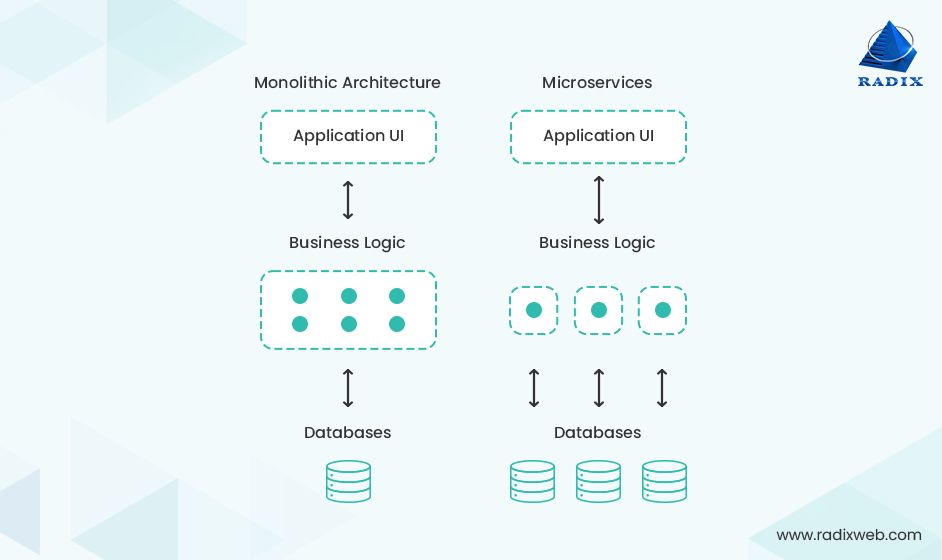 RADIX
Monolithic Architecture
Application UI
Business Logic
Databases
Microservices
Application UI
Business Logic
Databases
www.radixweb.com